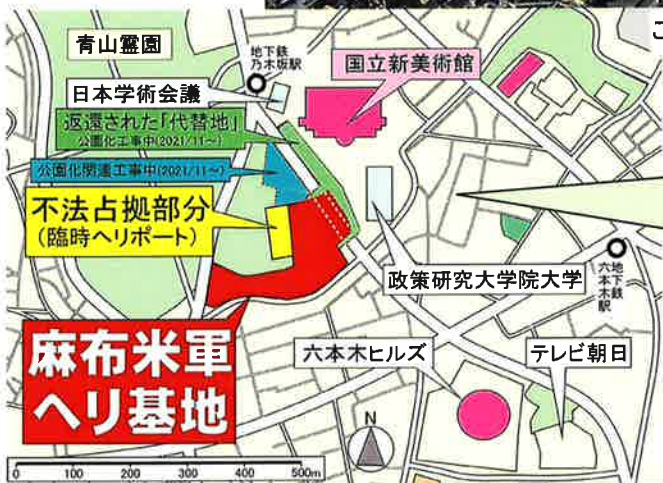 青山霊園
地下鉄
乃木坂駅
国立新美術館
日本学術会議
返還された「代替地」
公園化工事中(2021/11～)
公園化関連工事中(2021/11～)
不法占拠部分
(臨時ヘリポート)
政策研究大学院大学
地下鉄
六本木駅
麻布米軍
ヘリ基地
六本木ヒルズ
テレビ朝日
N
0 100 200 300 400 500m